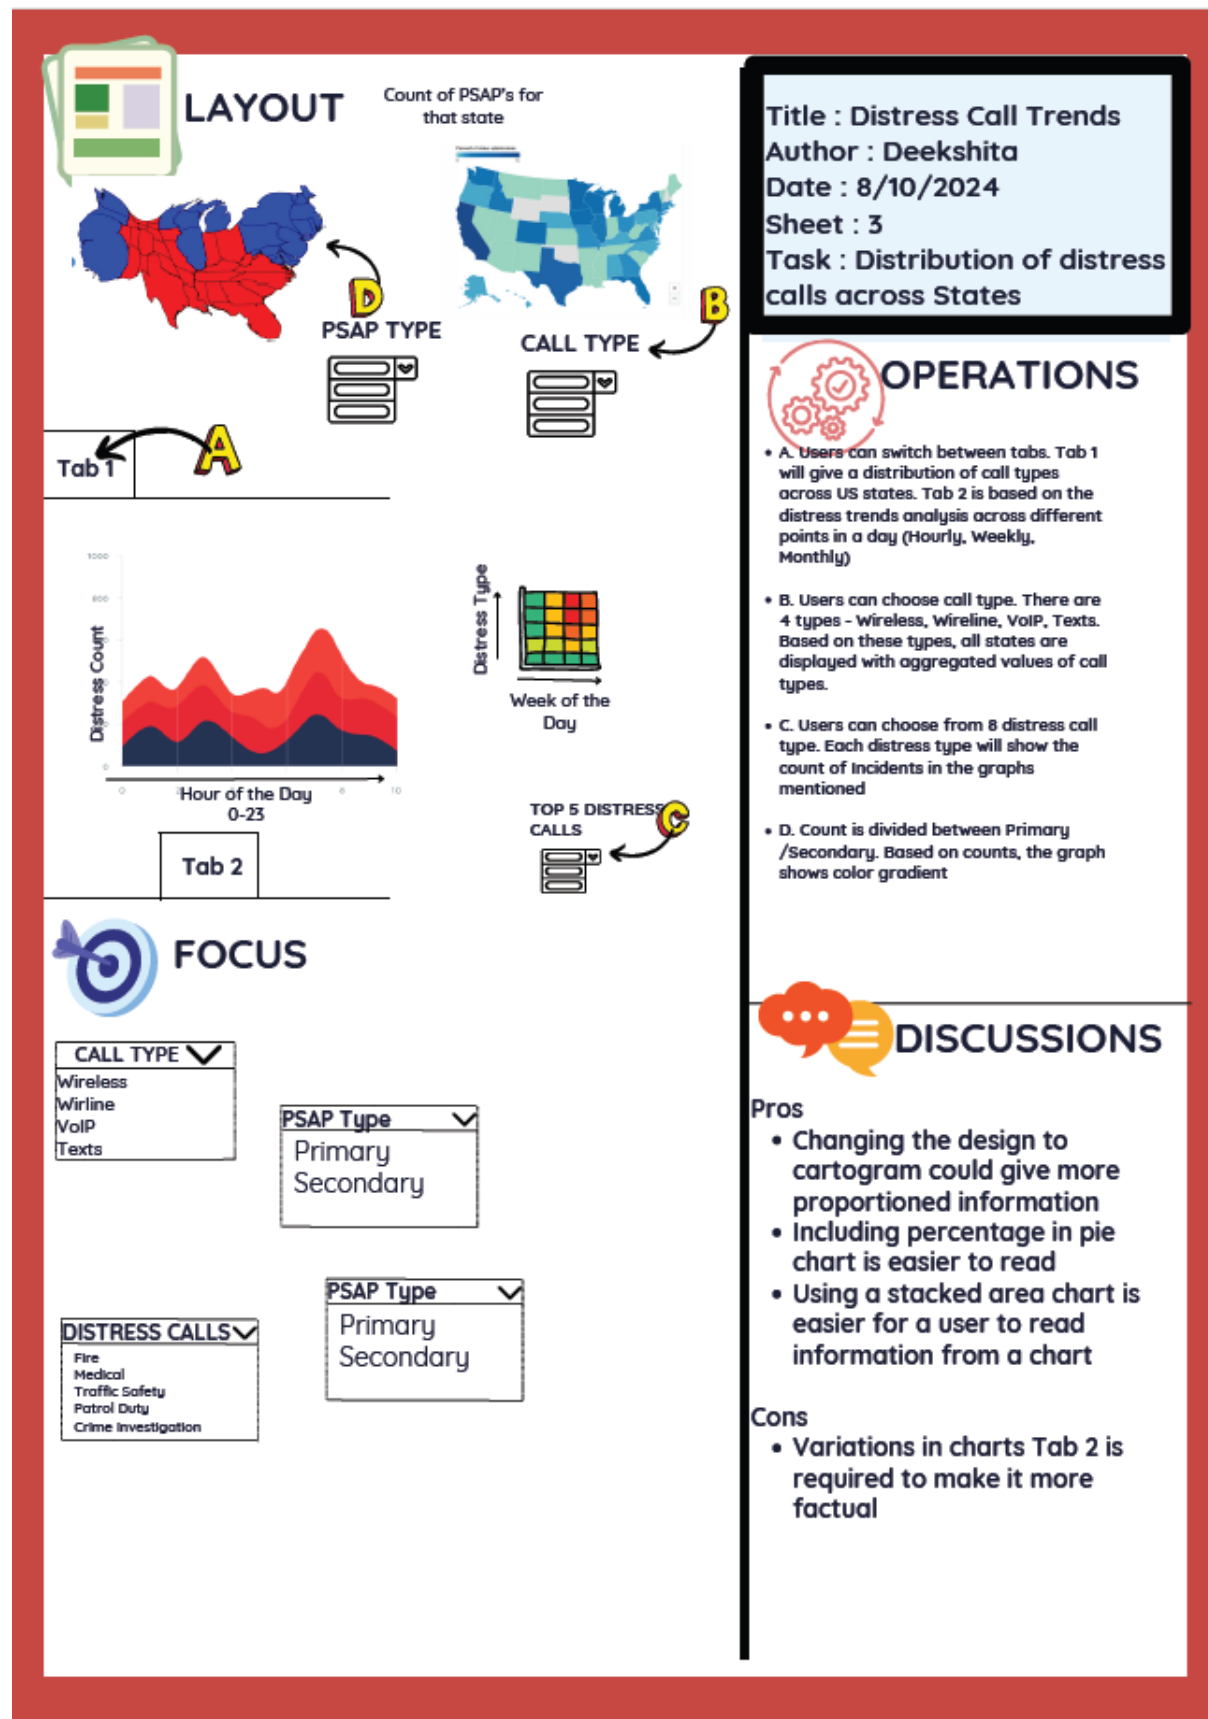 LAYOUT
Count of PSAP's for
that state
D
PSAP TYPE
B
CALL TYPE
A
Tab 1
1000
800
Distress Count
0
0
8
10
Hour of the Day
0-23
Distress Type
Week of the
Day
TOP 5 DISTRESS
CALLS
C
Tab 2
FOCUS
CALL TYPE
Wireless
Wirline
VoIP
Texts
PSAP Type
Primary
Secondary
PSAP Type
Primary
Secondary
DISTRESS CALLS
Fire
Medical
Traffic Safety
Patrol Duty
Crime Investigation
Title : Distress Call Trends
Author : Deekshita
Date : 8/10/2024
Sheet : 3
Task : Distribution of distress
calls across States
OPERATIONS
• A. Users can switch between tabs. Tab 1
will give a distribution of call types
across US states. Tab 2 is based on the
distress trends analysis across different
points in a day (Hourly, Weekly,
Monthly)
• B. Users can choose call type. There are
4 types - Wireless, Wireline, VoIP, Texts.
Based on these types, all states are
displayed with aggregated values of call
types.
• C. Users can choose from 8 distress call
type. Each distress type will show the
count of Incidents in the graphs
mentioned
• D. Count is divided between Primary
/Secondary. Based on counts, the graph
shows color gradient
DISCUSSIONS
Pros
• Changing the design to
cartogram could give more
proportioned information
• Including percentage in pie
chart is easier to read
• Using a stacked area chart is
easier for a user to read
information from a chart
Cons
• Variations in charts Tab 2 is
required to make it more
factual